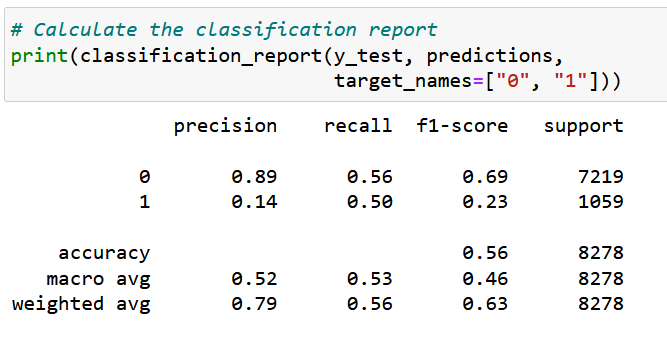 # Calculate the classification report
print(classification_report(y_test, predictions,
target_names=["0", "1"]))
precision recall f1-score support
0 0.89 0.56 0.69 7219
1 0.14 0.50 0.23 1059
accuracy 0.56 8278
macro avg 0.52 0.53 0.46 8278
weighted avg 0.79 0.56 0.63 8278